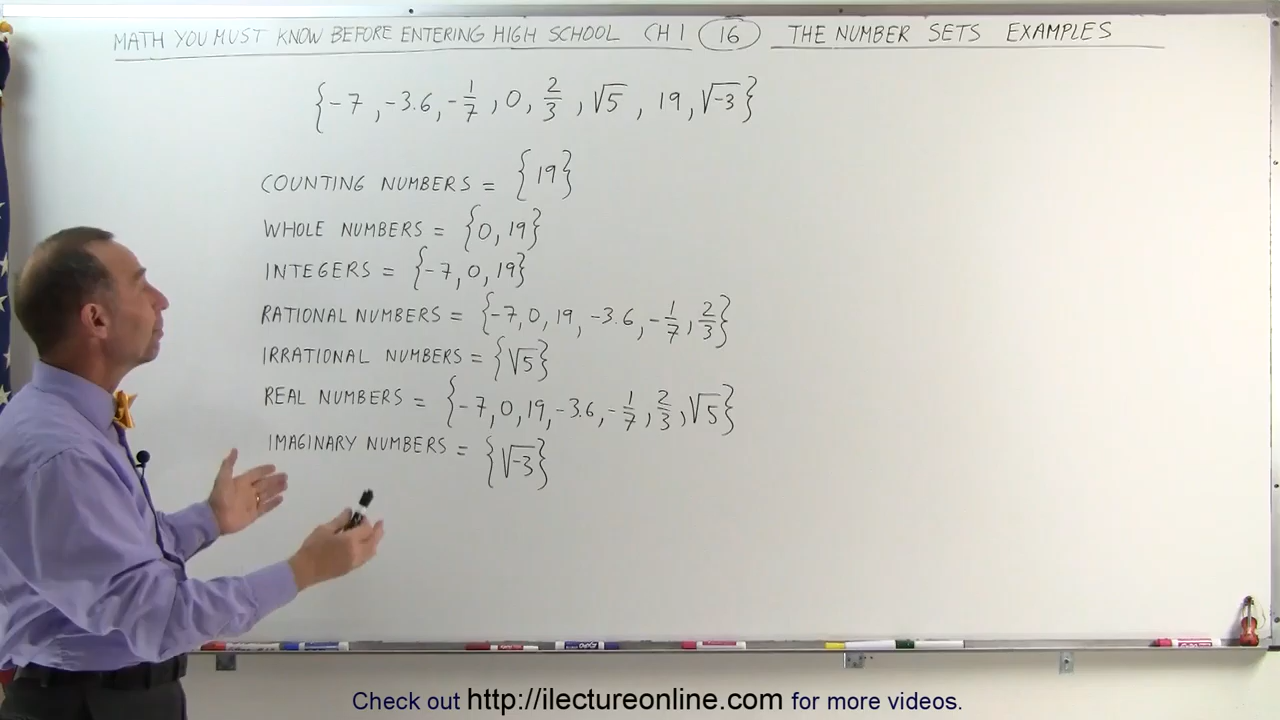 MATH YOU MUST KNOW BEFORE ENTERING HIGH SCHOOL CH 1 16 THE NUMBER SETS EXAMPLES
{-7, -3.6, -1/7, 0, 2/3, √5, 19, √-3}
COUNTING NUMBERS = {19}
WHOLE NUMBERS = {0, 19}
INTEGERS = {-7, 0, 19}
RATIONAL NUMBERS = {-7, 0, 19, -3.6, -1/7, 2/3}
IRRATIONAL NUMBERS = {√5}
REAL NUMBERS = {-7, 0, 19, -3.6, -1/7, 2/3, √5}
IMAGINARY NUMBERS = {√-3}
Check out http://ilectureonline.com for more videos.